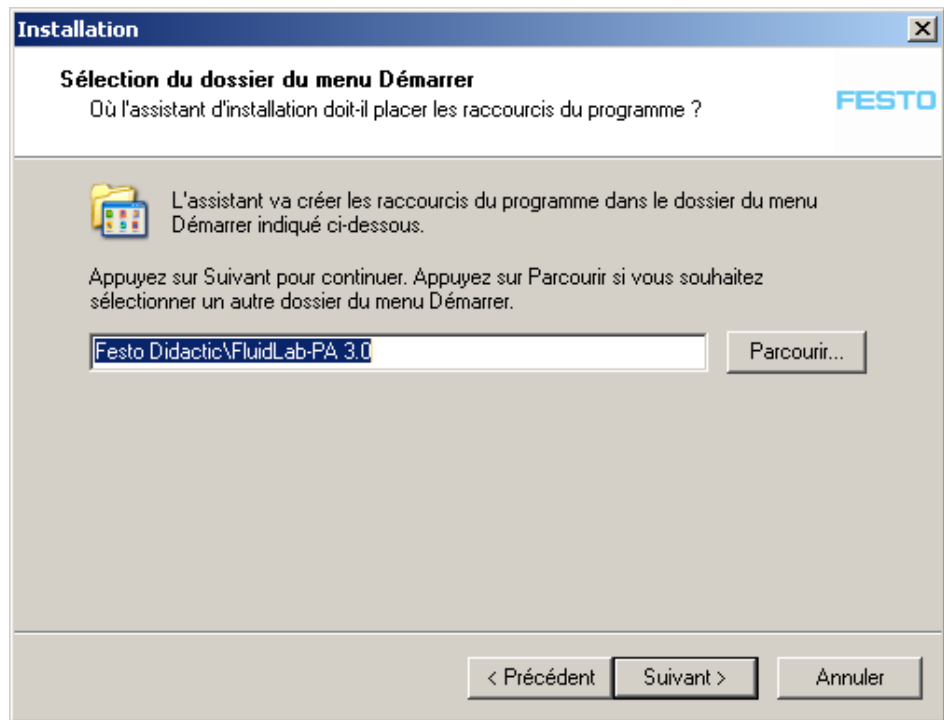 Installation
Sélection du dossier du menu Démarrer
Où l'assistant d'installation doit-il placer les raccourcis du programme ?
FESTO
L'assistant va créer les raccourcis du programme dans le dossier du menu
Démarrer indiqué ci-dessous.
Appuyez sur Suivant pour continuer. Appuyez sur Parcourir si vous souhaitez
sélectionner un autre dossier du menu Démarrer.
Festo Didactic\FluidLab-PA 3.0
Parcourir...
< Précédent
Suivant >
Annuler